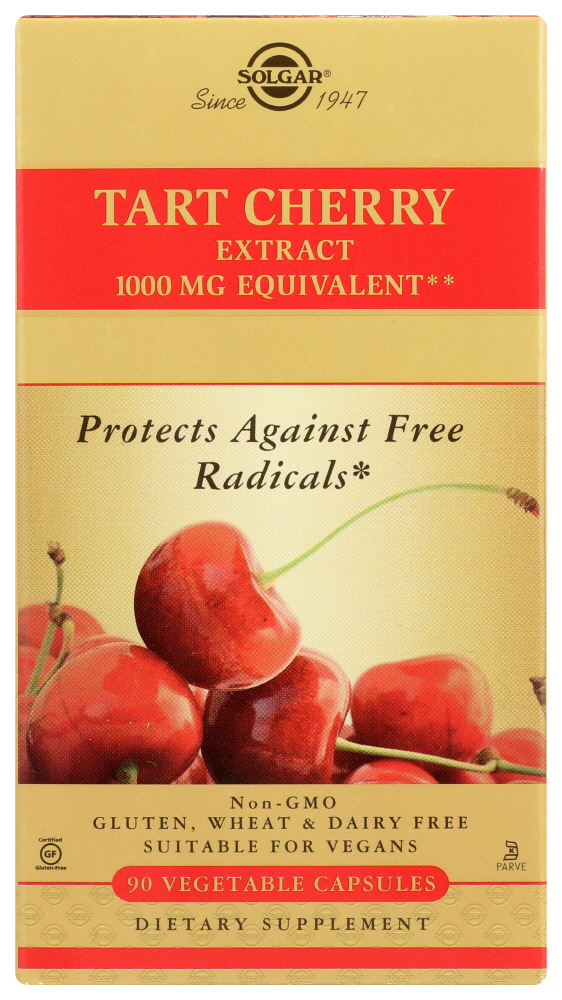 SOLGAR®
Since 1947
TART CHERRY
EXTRACT
1000 MG EQUIVALENT**
Protects Against Free
Radicals*
Non-GMO
GLUTEN, WHEAT & DAIRY FREE
SUITABLE FOR VEGANS
Certified
GF
Gluten-Free
K
PARVE
90 VEGETABLE CAPSULES
DIETARY SUPPLEMENT